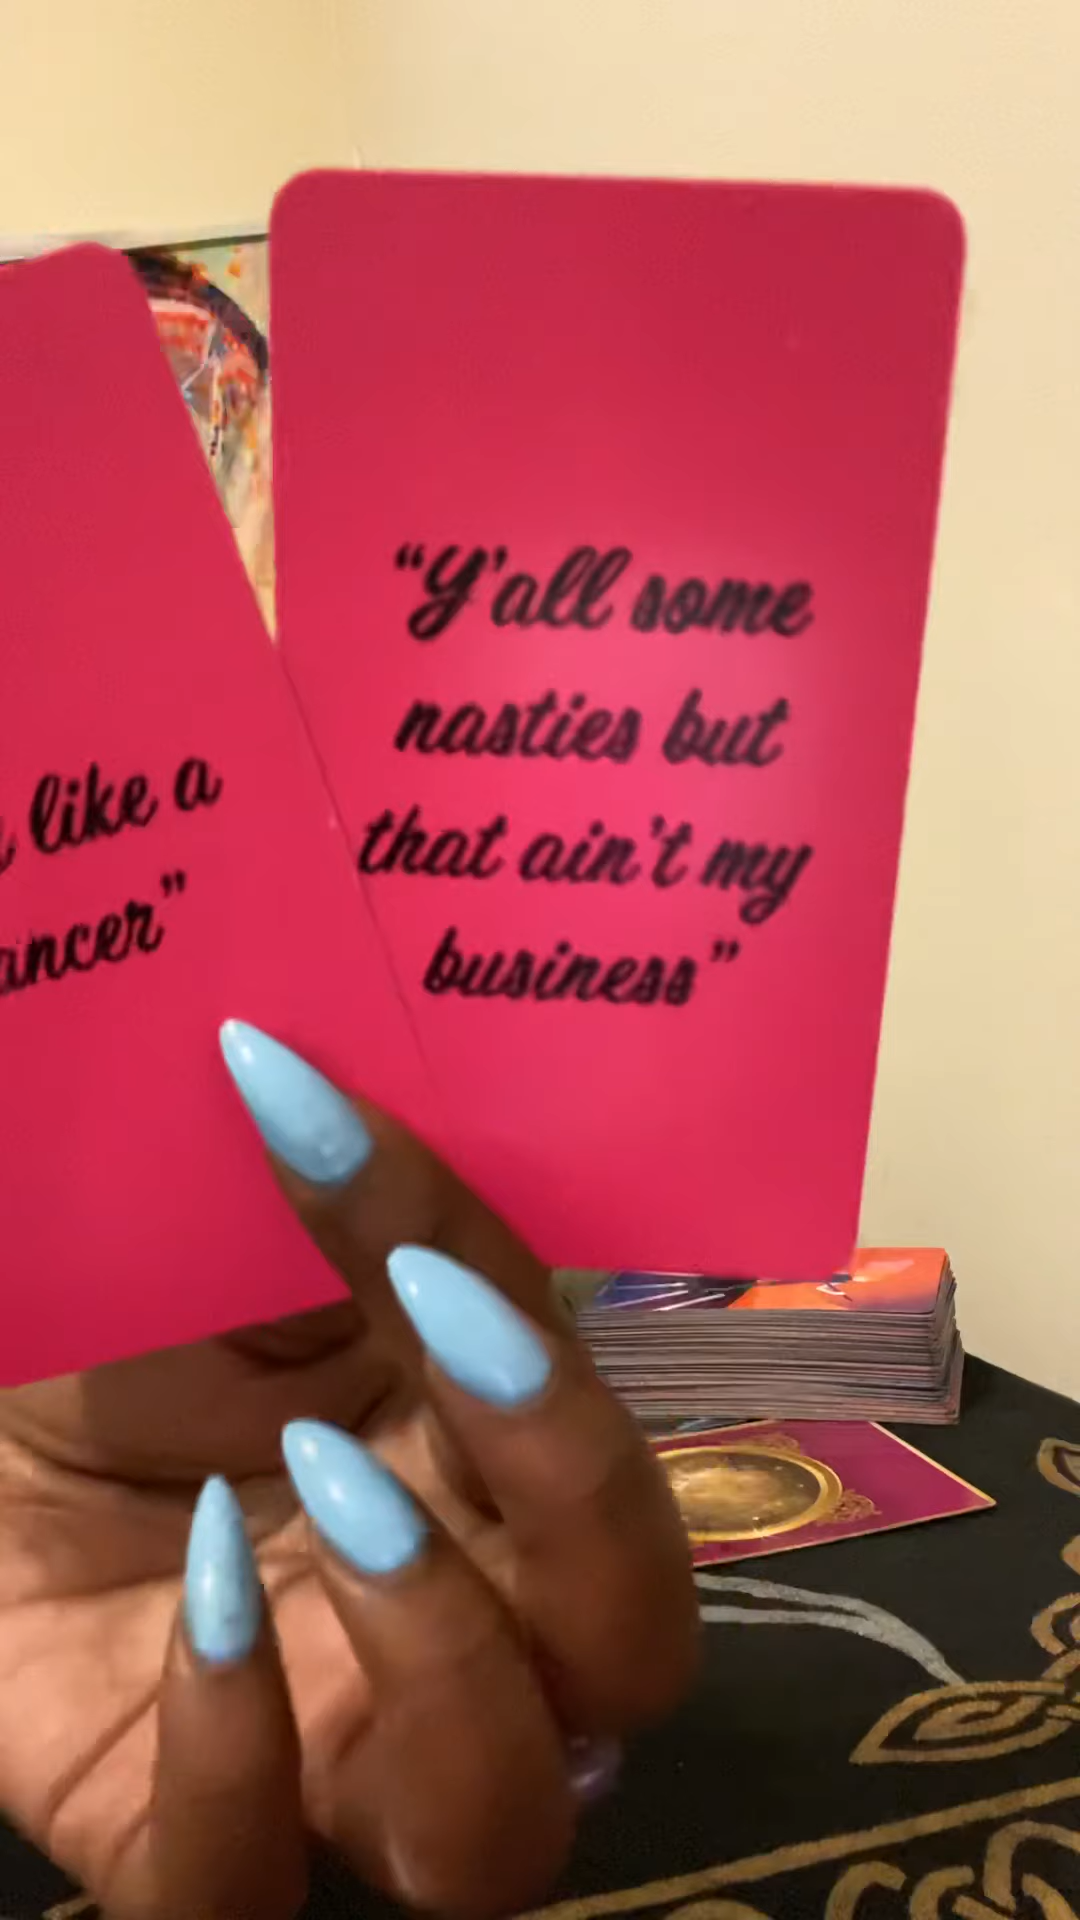 like a
"Y'all some
nasties but
that ain't my
business"